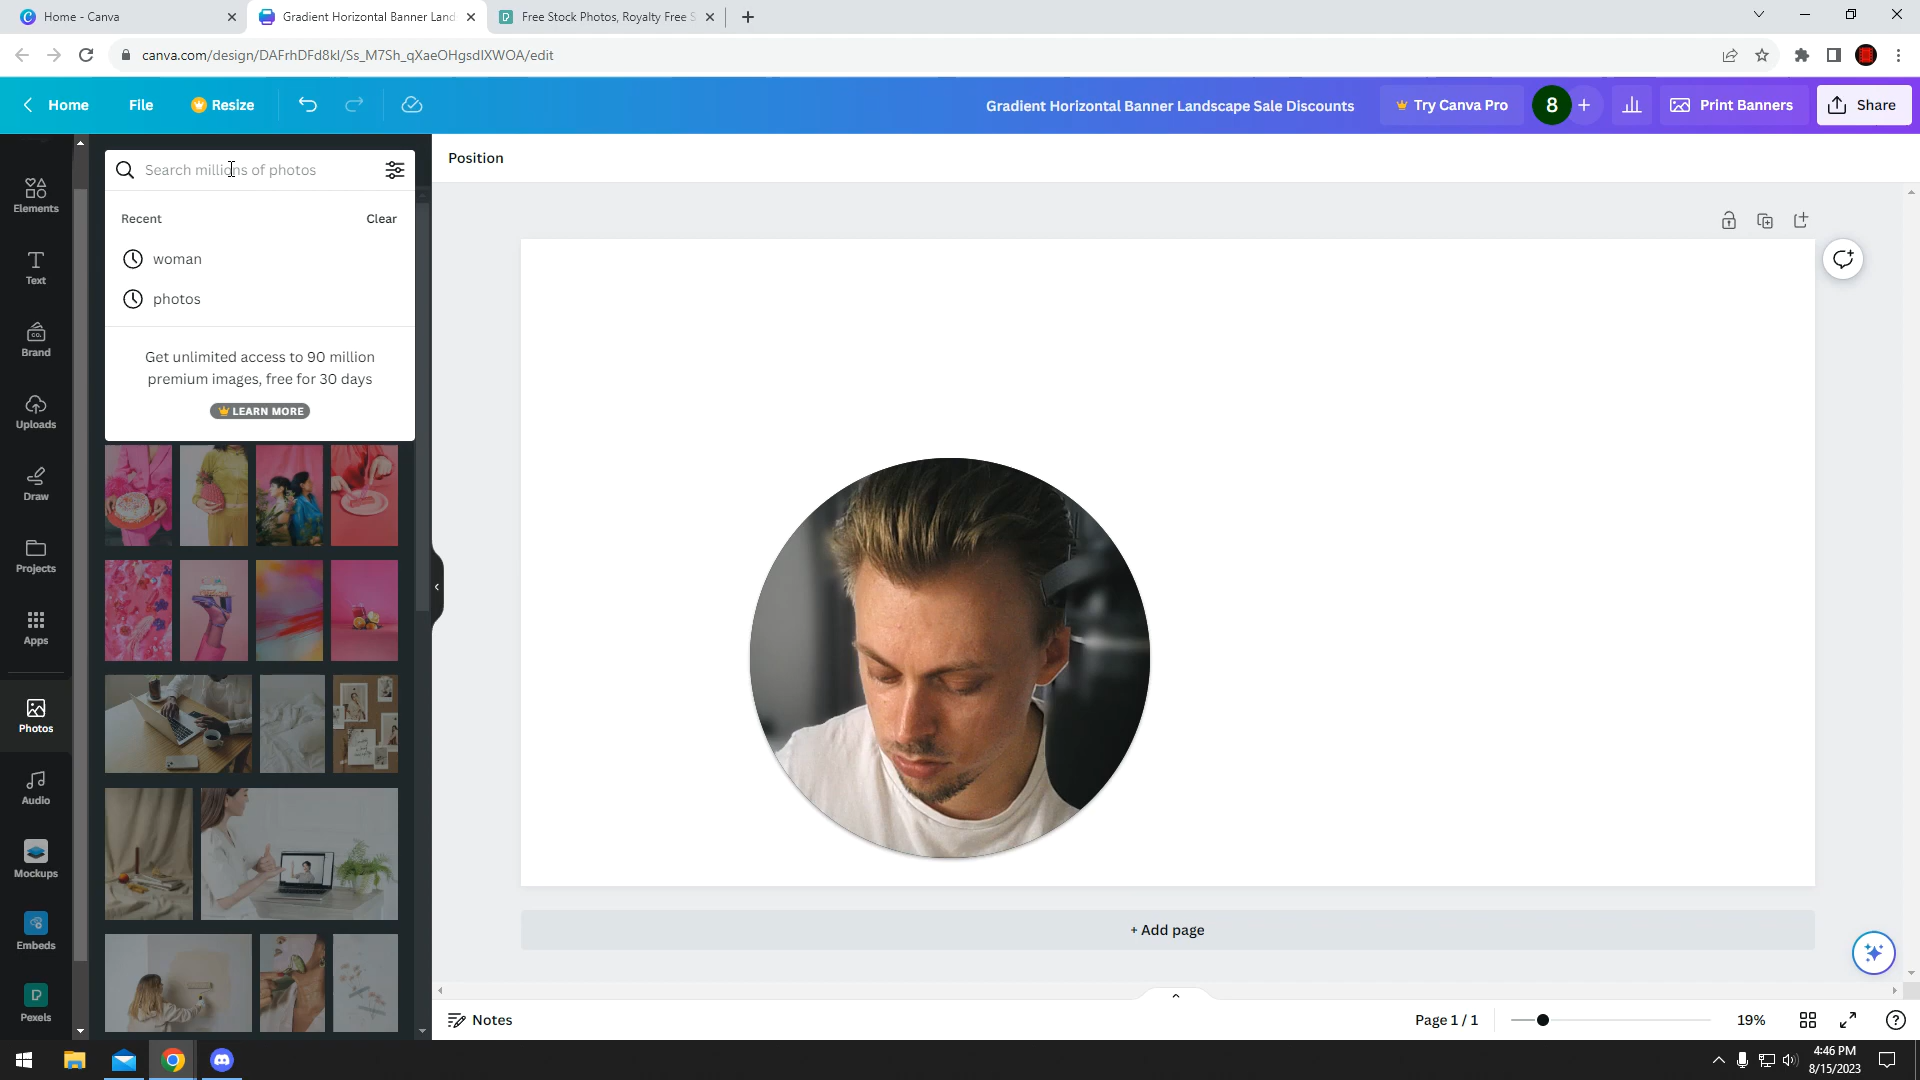 Home - Canva
Gradient Horizontal Banner Land
Free Stock Photos, Royalty Free S
canva.com/design/DAFrhDFd8kI/Ss_M7Sh_qXaeOHgsdlXWOA/edit
Home
File
Resize
Gradient Horizontal Banner Landscape Sale Discounts
Try Canva Pro
8
Print Banners
Share
Elements
Text
Brand
Uploads
Draw
Projects
Apps
Photos
Audio
Mockups
Embeds
Pexels
Search millions of photos
Recent
Clear
woman
photos
Get unlimited access to 90 million
premium images, free for 30 days
LEARN MORE
Position
+ Add page
Notes
Page 1 / 1
19%
4:46 PM
8/15/2023